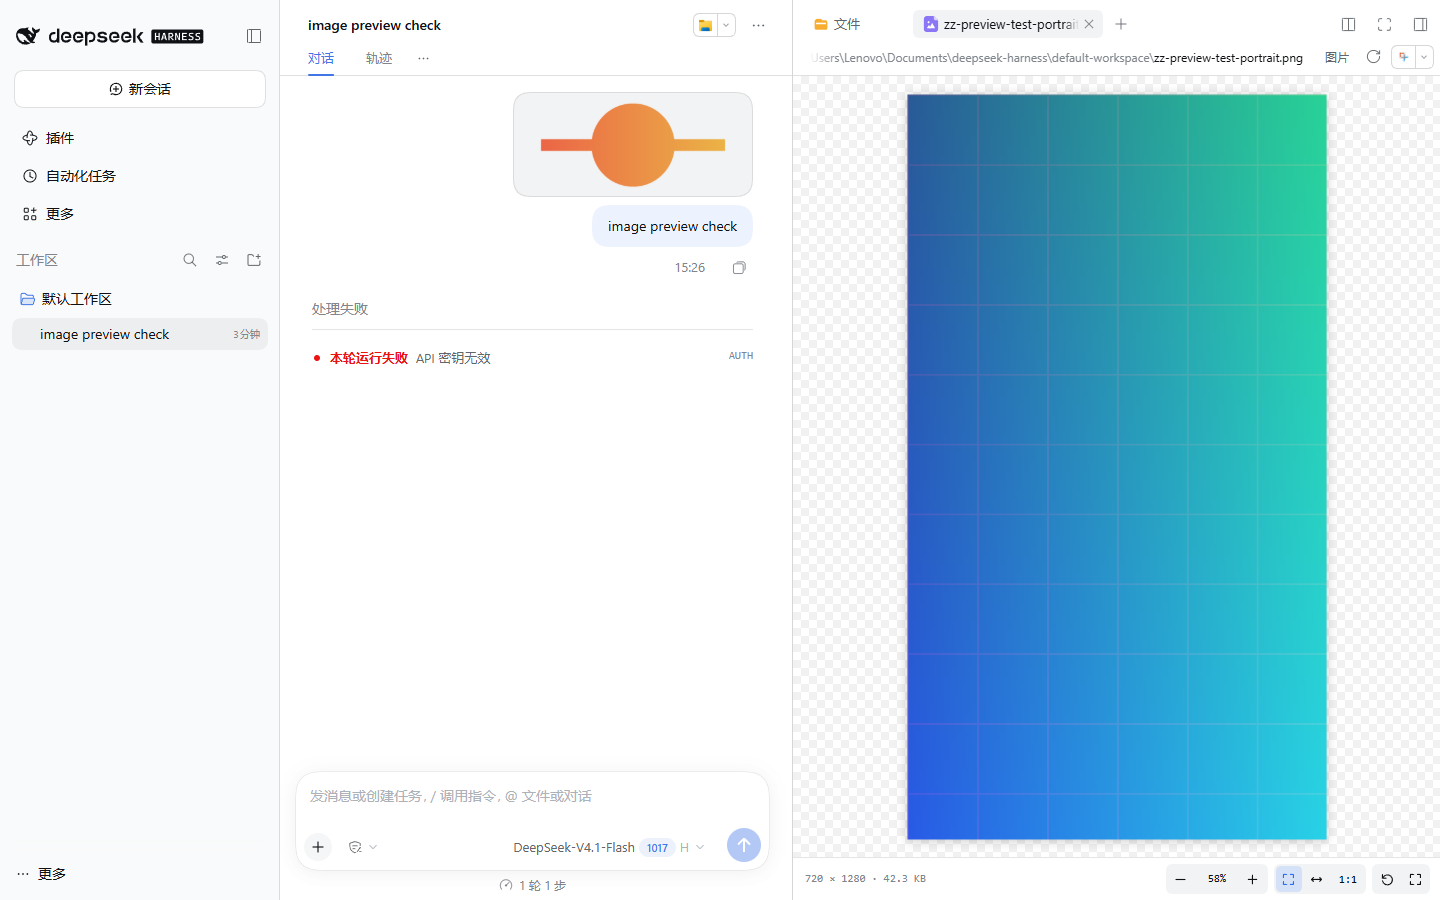 deepseek HARNESS
新会话
插件
自动化任务
更多
工作区
默认工作区
image preview check
3分钟
更多
image preview check
对话
轨迹
image preview check
15:26
处理失败
本轮运行失败 API 密钥无效
AUTH
发消息或创建任务, / 调用指令, @ 文件或对话
DeepSeek-V4.1-Flash 1017 H
1 轮 1 步
文件
zz-preview-test-portrait
Users\Lenovo\Documents\deepseek-harness\default-workspace\zz-preview-test-portrait.png
图片
720 × 1280 · 42.3 KB
58%
1:1